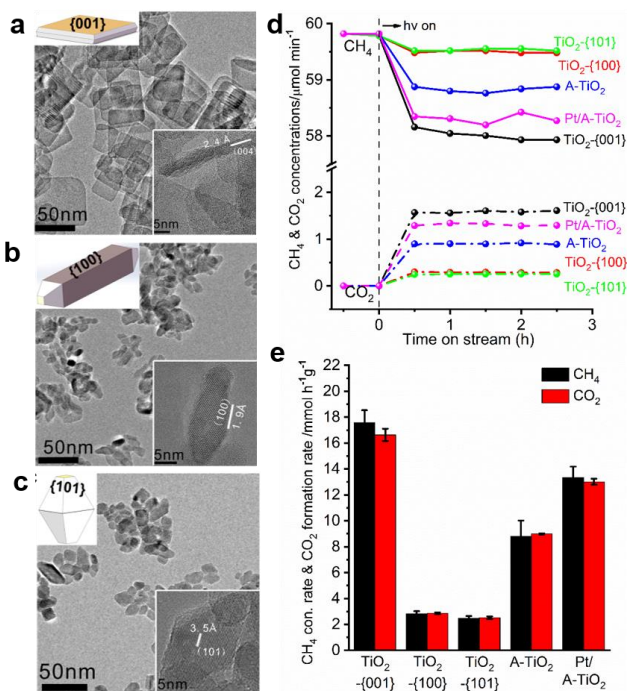 a
{001}
2.4 Å
(004)
50nm
5nm
b
{100}
(100)
1.9Å
50nm
5nm
c
{101}
3.5Å
(101)
50nm
5nm
d
hv on
CH₄
TiO₂-{101}
TiO₂-{100}
A-TiO₂
Pt/A-TiO₂
TiO₂-{001}
60
59
58
2
1
0
CH₄ & CO₂ concentrations/μmol min⁻¹
TiO₂-{001}
Pt/A-TiO₂
A-TiO₂
TiO₂-{100}
TiO₂-{101}
CO₂
0 1 2 3
Time on stream (h)
e
CH₄
CO₂
22
18
16
14
12
10
8
6
4
2
0
CH₄ con. rate & CO₂ formation rate /mmol h⁻¹g⁻¹
TiO₂ TiO₂ TiO₂ A-TiO₂ Pt/
-{001} -{100} -{101} A-TiO₂